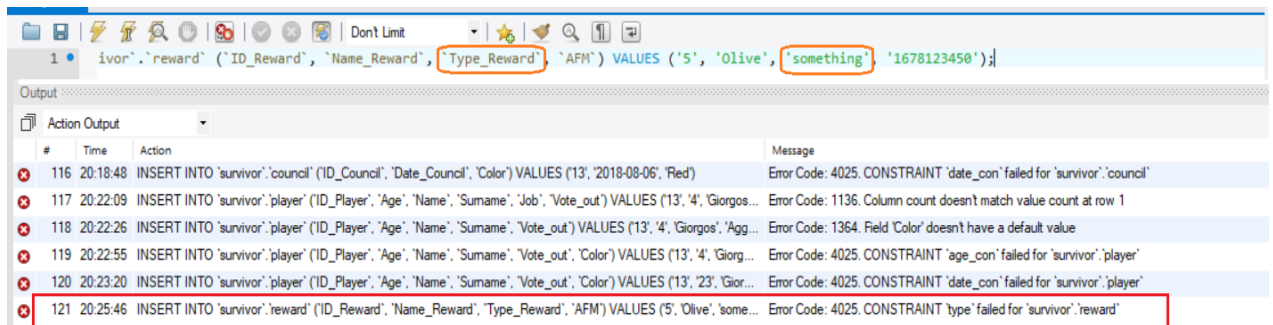 Don't Limit
1 ivor`.`reward` (`ID_Reward`, `Name_Reward`, `Type_Reward`, `AFM`) VALUES ('5', 'Olive', 'something', '1678123450');
Output
Action Output
# Time Action Message
116 20:18:48 INSERT INTO `survivor`.`council` (`ID_Council`, `Date_Council`, `Color`) VALUES ('13', '2018-08-06', 'Red') Error Code: 4025. CONSTRAINT `date_con` failed for `survivor`.`council`
117 20:22:09 INSERT INTO `survivor`.`player` (`ID_Player`, `Age`, `Name`, `Surname`, `Job`, `Vote_out`) VALUES ('13', '4', 'Giorgos... Error Code: 1136. Column count doesn't match value count at row 1
118 20:22:26 INSERT INTO `survivor`.`player` (`ID_Player`, `Age`, `Name`, `Surname`, `Vote_out`) VALUES ('13', '4', 'Giorgos', 'Agg... Error Code: 1364. Field 'Color' doesn't have a default value
119 20:22:55 INSERT INTO `survivor`.`player` (`ID_Player`, `Age`, `Name`, `Surname`, `Vote_out`, `Color`) VALUES ('13', '4', 'Giorg... Error Code: 4025. CONSTRAINT `age_con` failed for `survivor`.`player`
120 20:23:20 INSERT INTO `survivor`.`player` (`ID_Player`, `Age`, `Name`, `Surname`, `Vote_out`, `Color`) VALUES ('13', '23', 'Gior... Error Code: 4025. CONSTRAINT `date_con` failed for `survivor`.`player`
121 20:25:46 INSERT INTO `survivor`.`reward` (`ID_Reward`, `Name_Reward`, `Type_Reward`, `AFM`) VALUES ('5', 'Olive', 'some... Error Code: 4025. CONSTRAINT `type` failed for `survivor`.`reward`